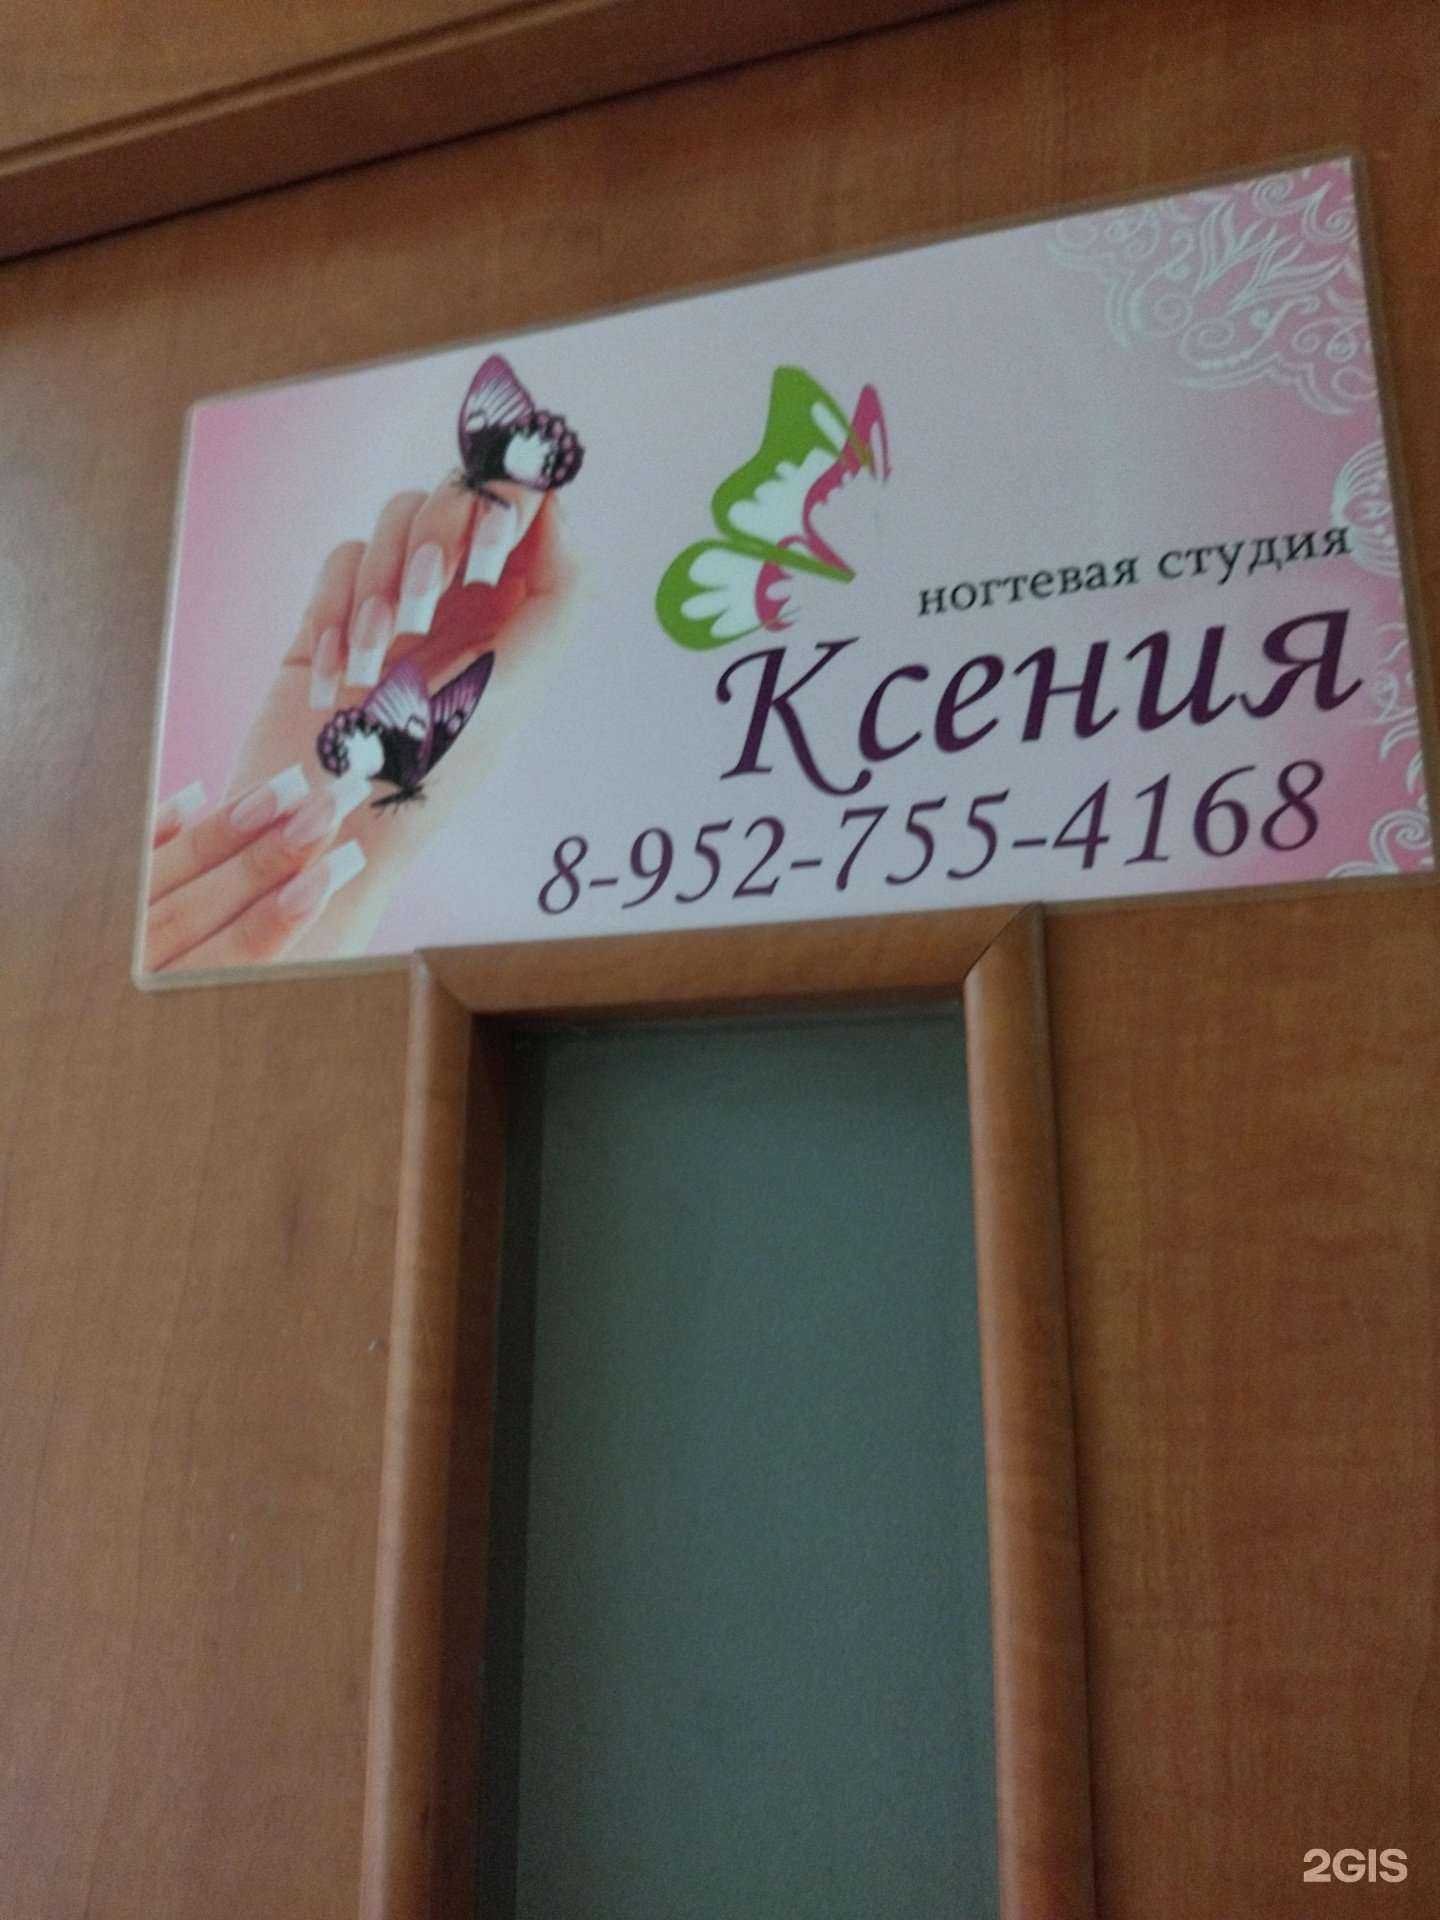 ногтевая студия
Ксения
8-952-755-4168
2GIS